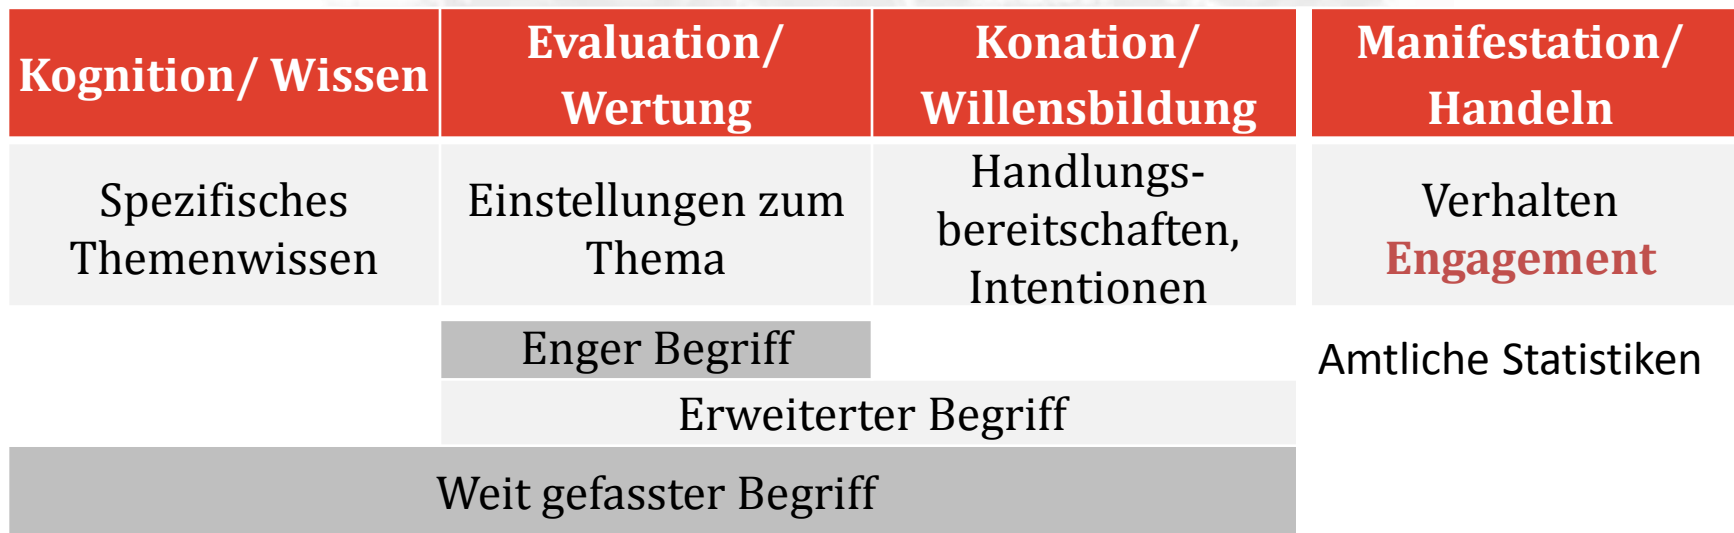 Kognition/ Wissen
Evaluation/
Wertung
Konation/
Willensbildung
Manifestation/
Handeln
Spezifisches
Themenwissen
Einstellungen zum
Thema
Handlungs-
bereitschaften,
Intentionen
Verhalten
Engagement
Enger Begriff
Amtliche Statistiken
Erweiterter Begriff
Weit gefasster Begriff